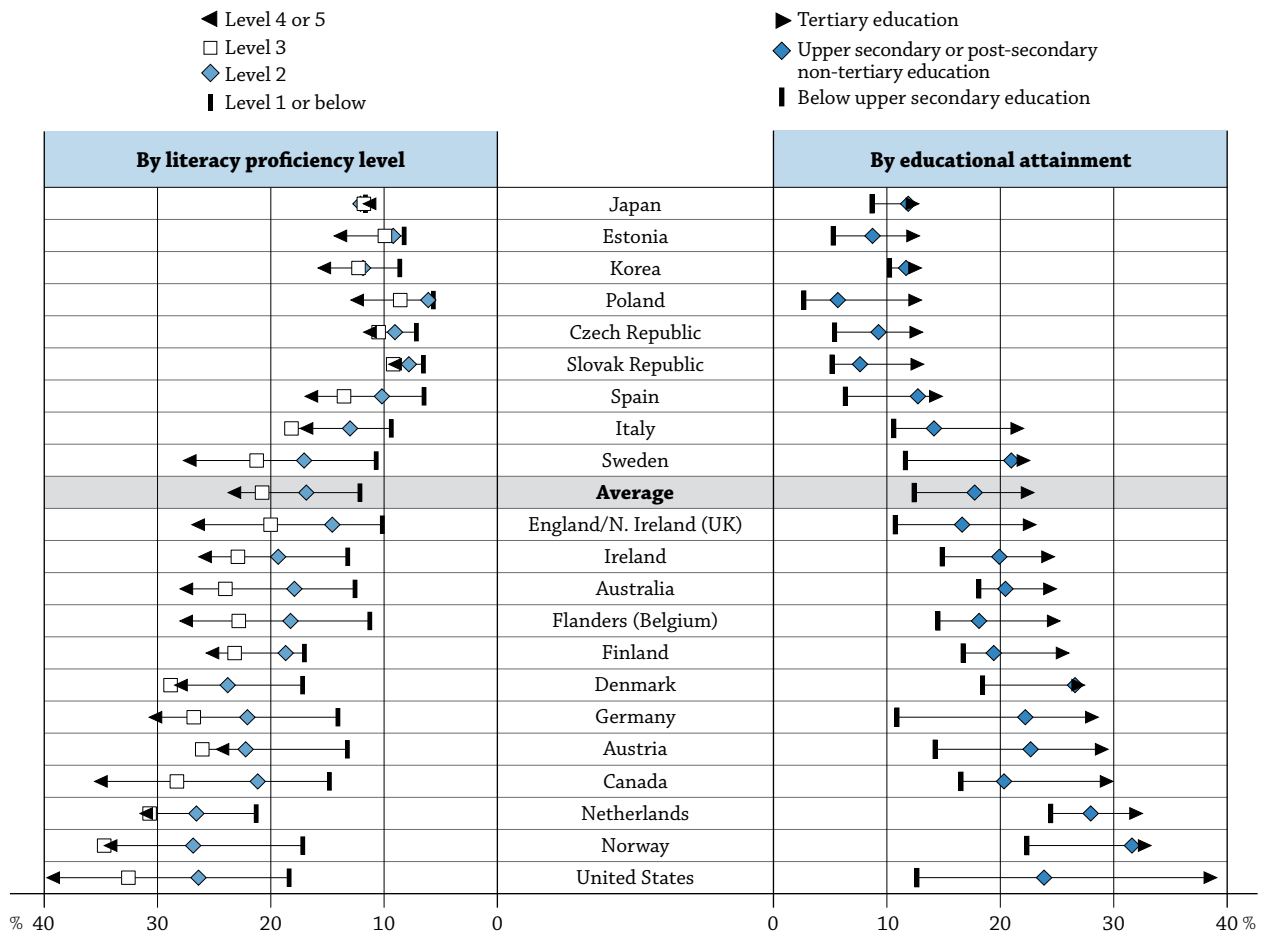 Level 4 or 5
Level 3
Level 2
Level 1 or below
Tertiary education
Upper secondary or post-secondary
non-tertiary education
Below upper secondary education
By literacy proficiency level
By educational attainment
Japan
Estonia
Korea
Poland
Czech Republic
Slovak Republic
Spain
Italy
Sweden
Average
England/N. Ireland (UK)
Ireland
Australia
Flanders (Belgium)
Finland
Denmark
Germany
Austria
Canada
Netherlands
Norway
United States
% 40 30 20 10 0
0 10 20 30 40 %